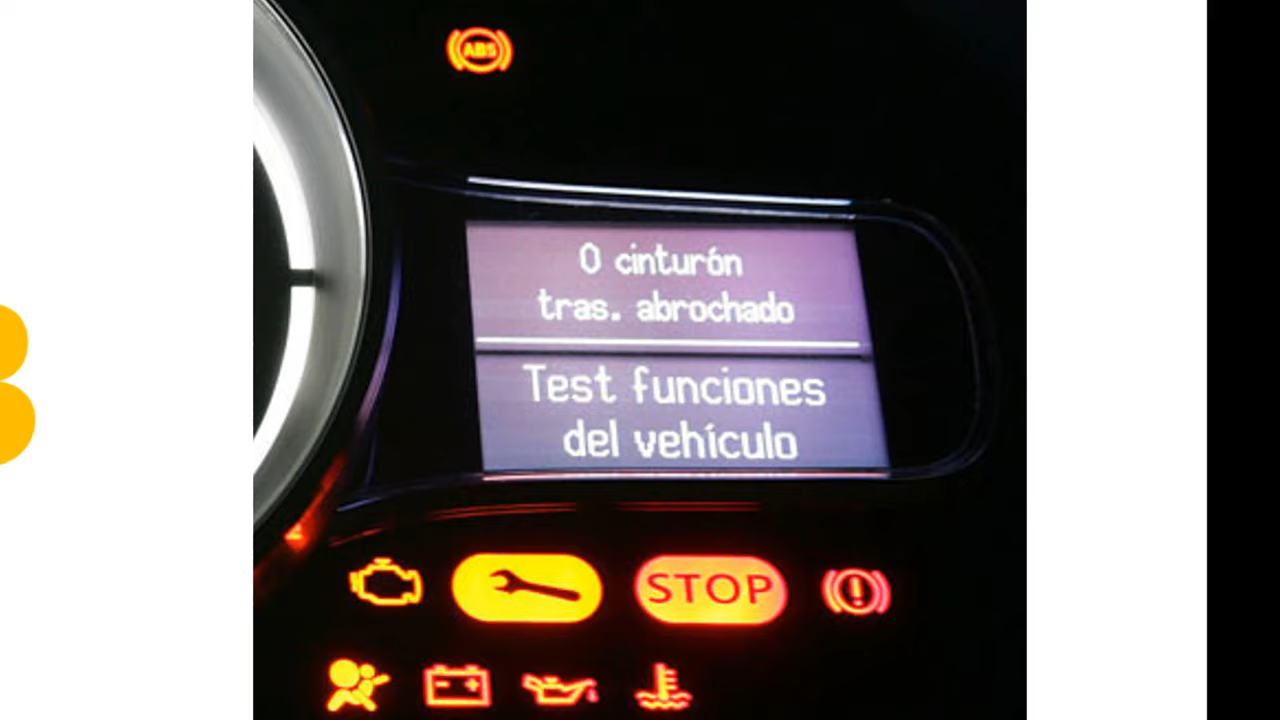 ABS
0 cinturón
tras. abrochado
Test funciones
del vehículo
STOP